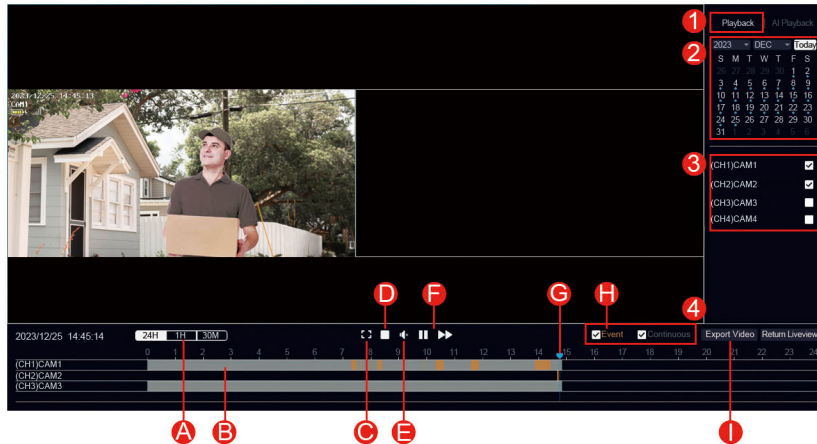 1 Playback AI Playback
2 2023 DEC Today
S M T W T F S
26 27 28 29 30 1 2
3 4 5 6 7 8 9
10 11 12 13 14 15 16
17 18 19 20 21 22 23
24 25 26 27 28 29 30
31 1 2 3 4 5 6
2023/12/25 14:45:13
CAM1
3 (CH1)CAM1
(CH2)CAM2
(CH3)CAM3
(CH4)CAM4
D F G H 4
2023/12/25 14:45:14 24H 1H 30M Event Continuous Export Video Return Liveview
0 1 2 3 4 5 6 7 8 9 10 11 12 13 14 15 16 17 18 19 20 21 22 23 24
(CH1)CAM1
(CH2)CAM2
(CH3)CAM3
A B C E I